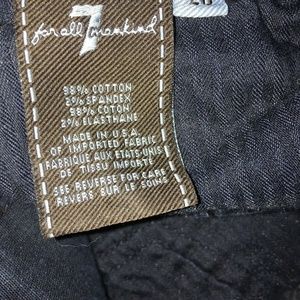 for all 7 mankind
98% COTTON
2% SPANDEX
98% COTON
2% ELASTHANE
MADE IN U.S.A.
OF IMPORTED FABRIC
FABRIQUE AUX ETATS-UNIS
DE TISSU IMPORTÉ
SEE REVERSE FOR CARE
REVERS SUR LE SOINS